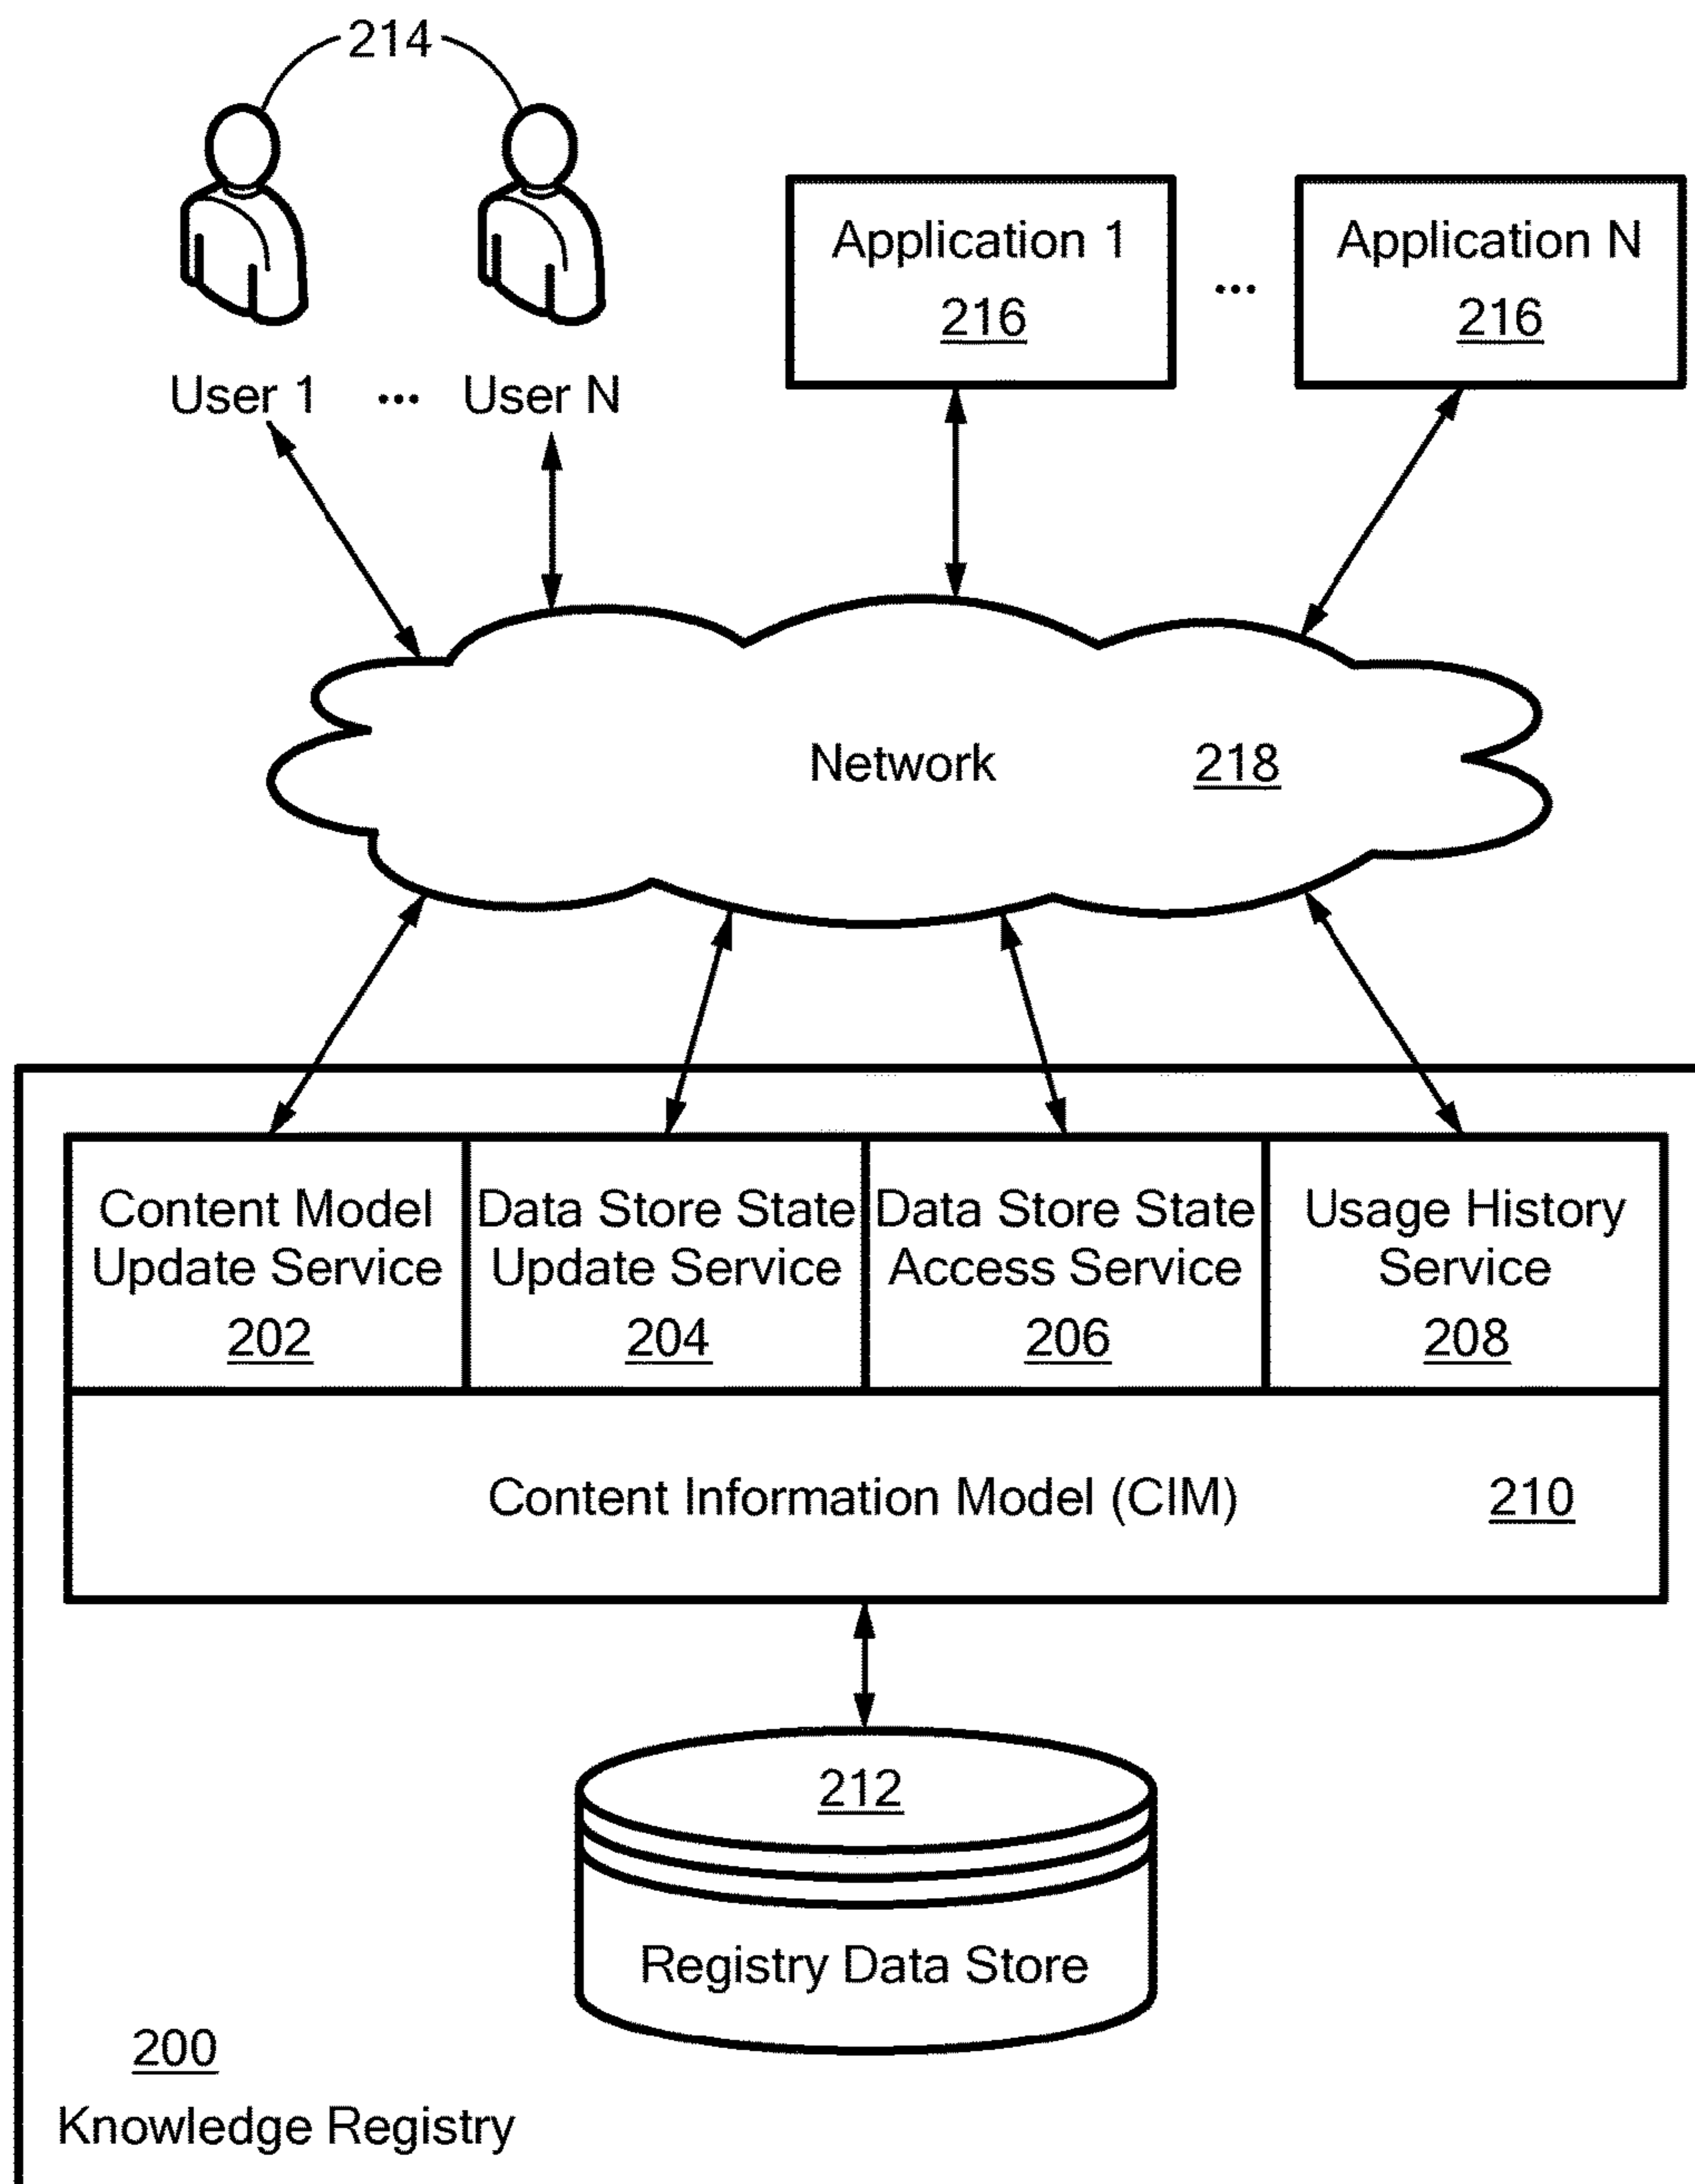 214
User 1 ... User N
Application 1
216
...
Application N
216
Network 218
Content Model
Update Service
202
Data Store State
Update Service
204
Data Store State
Access Service
206
Usage History
Service
208
Content Information Model (CIM) 210
212
Registry Data Store
200
Knowledge Registry